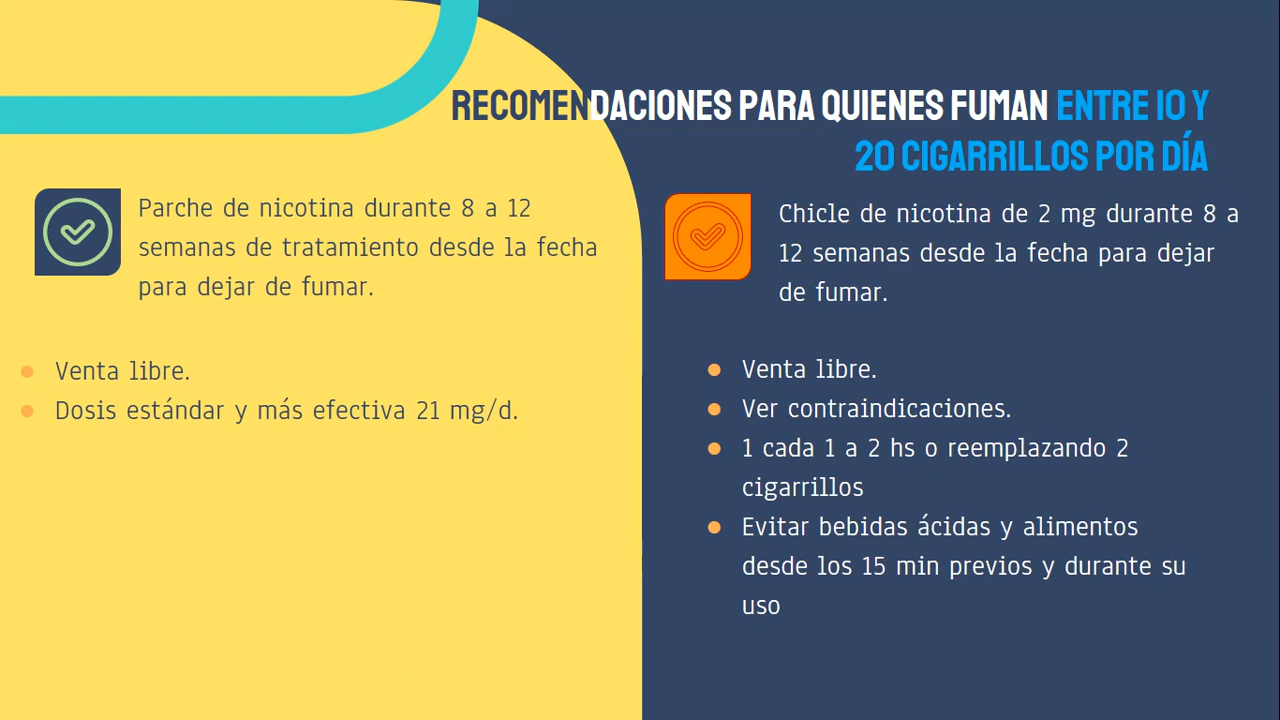 RECOMENDACIONES PARA QUIENES FUMAN ENTRE 10 Y
20 CIGARRILLOS POR DÍA
Parche de nicotina durante 8 a 12
semanas de tratamiento desde la fecha
para dejar de fumar.
Venta libre.
Dosis estándar y más efectiva 21 mg/d.
Chicle de nicotina de 2 mg durante 8 a
12 semanas desde la fecha para dejar
de fumar.
Venta libre.
Ver contraindicaciones.
1 cada 1 a 2 hs o reemplazando 2
cigarrillos
Evitar bebidas ácidas y alimentos
desde los 15 min previos y durante su
uso